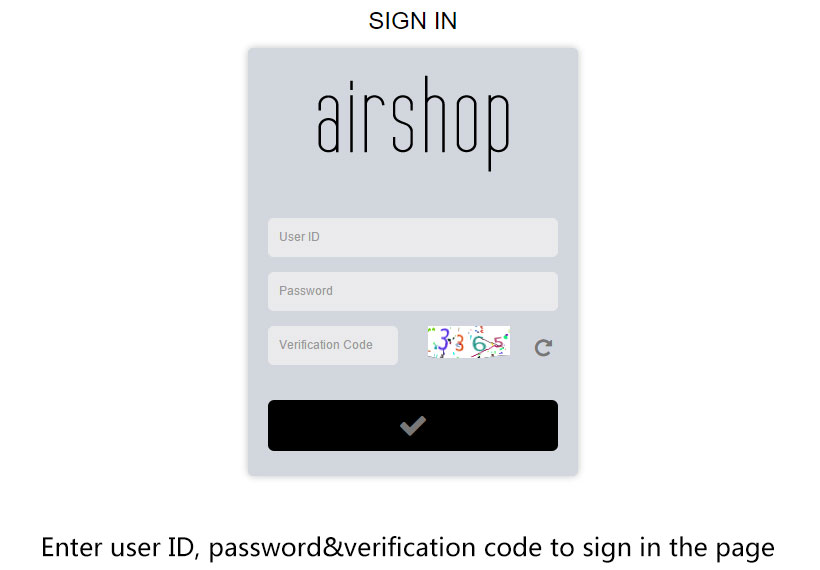 SIGN IN
airshop
User ID
Password
Verification Code
3365
Enter user ID, password&verification code to sign in the page